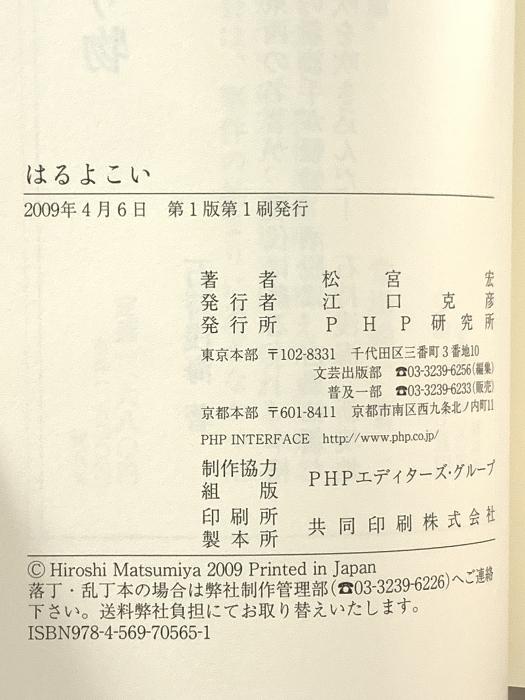 はるよこい
2009年4月6日　第1版第1刷発行
著者　松宮宏
発行者　江口克彦
発行所　PHP研究所
東京本部 〒102-8331　千代田区三番町3番地10
文芸出版部　☎03-3239-6256(編集)
普及一部　☎03-3239-6233(販売)
京都本部 〒601-8411　京都市南区西九条北ノ内町11
PHP INTERFACE　http://www.php.co.jp/
制作協力
組版　PHPエディターズ・グループ
印刷所
製本所　共同印刷株式会社
© Hiroshi Matsumiya 2009 Printed in Japan
落丁・乱丁本の場合は弊社制作管理部(☎03-3239-6226)へご連絡
下さい。送料弊社負担にてお取り替えいたします。
ISBN978-4-569-70565-1